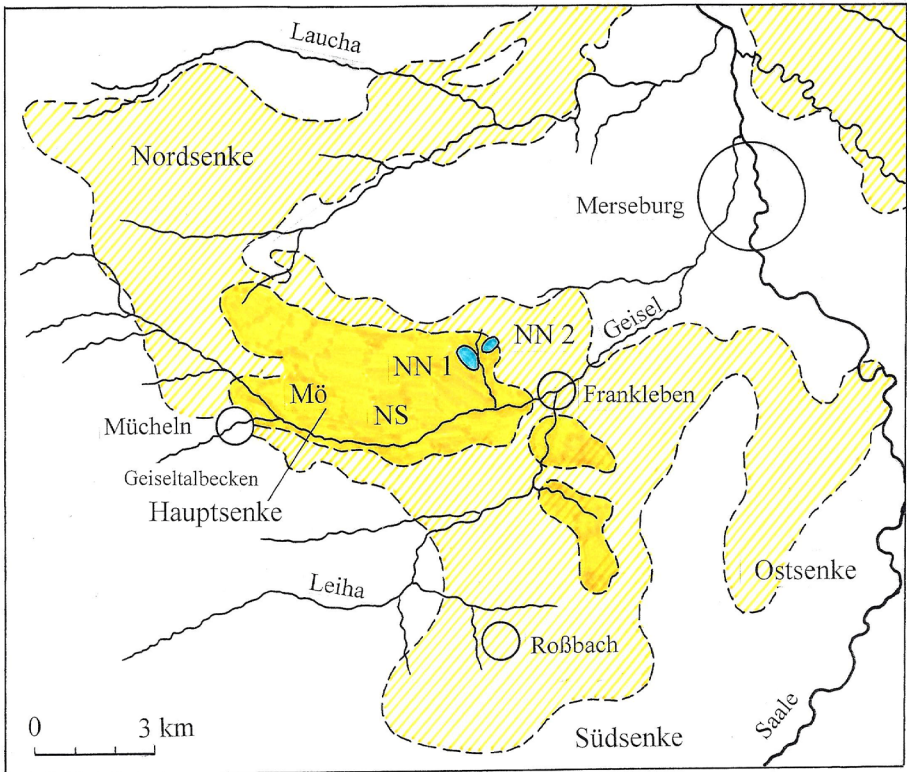 Laucha
Nordsenke
Merseburg
Geisel
NN 2
NN 1
Mö
NS
Frankleben
Mücheln
Geiseltalbecken
Hauptsenke
Ostsenke
Leiha
Roßbach
Saale
Südsenke
0 3 km